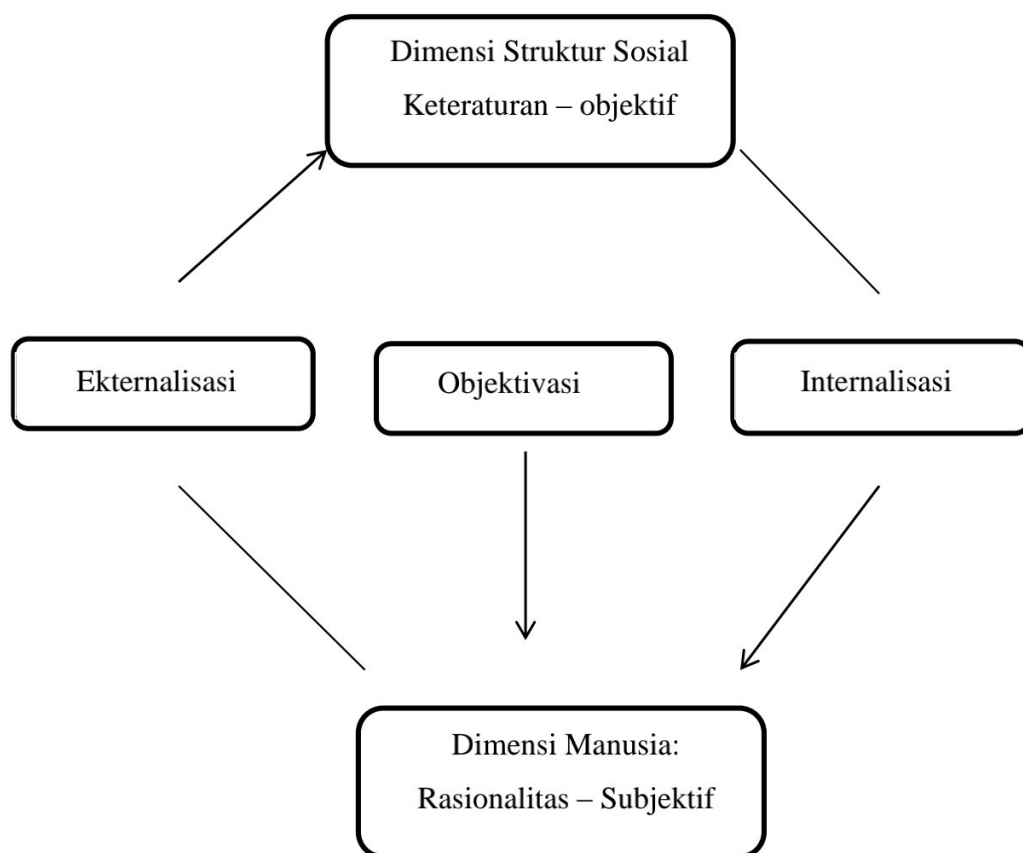 Dimensi Struktur Sosial
Keteraturan – objektif
Ekternalisasi
Objektivasi
Internalisasi
Dimensi Manusia:
Rasionalitas – Subjektif